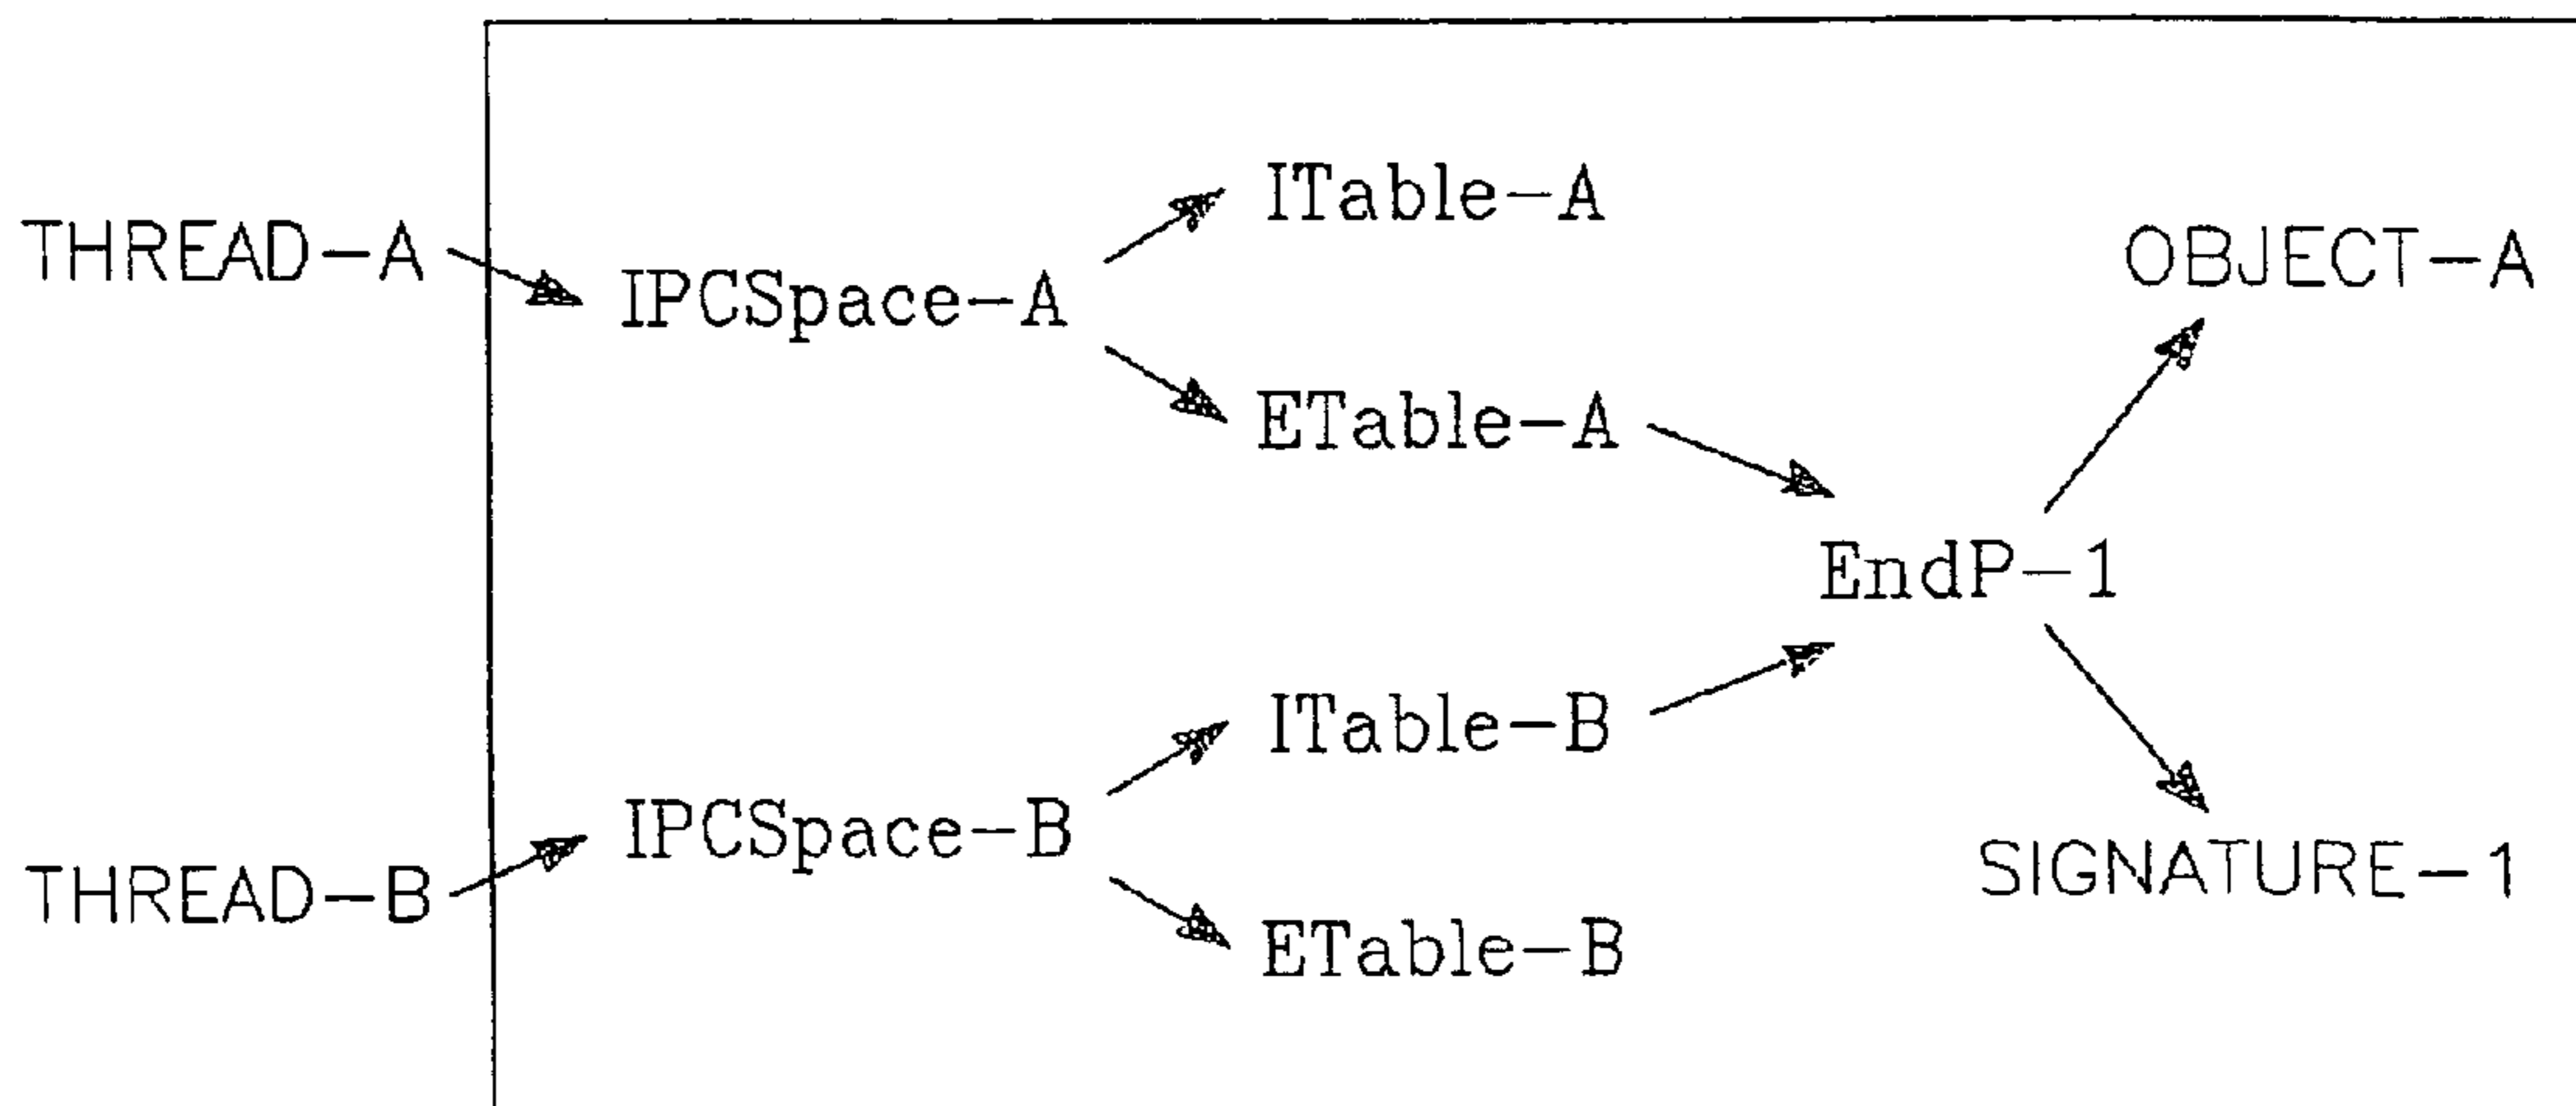 ITable-A
THREAD-A
OBJECT-A
IPCSpace-A
ETable-A
EndP-1
ITable-B
IPCSpace-B
THREAD-B
SIGNATURE-1
ETable-B